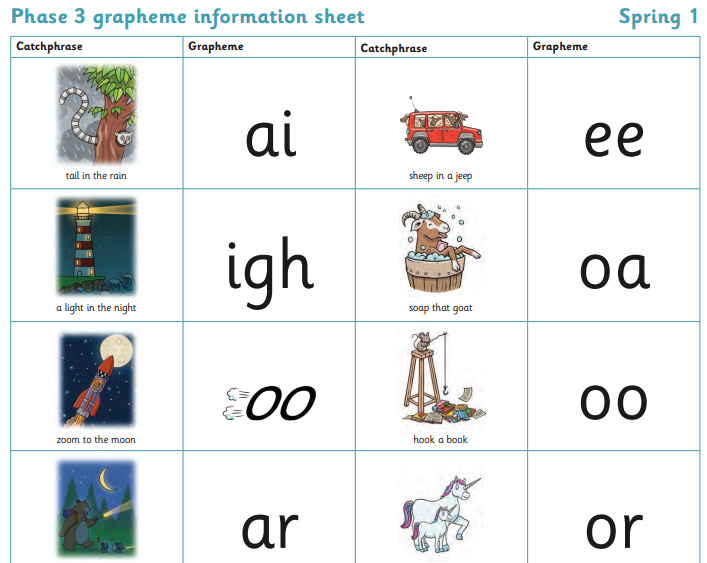 Phase 3 grapheme information sheet Spring 1
Catchphrase Grapheme Catchphrase Grapheme
ai ee
tail in the rain sheep in a jeep
igh oa
a light in the night soap that goat
oo oo
zoom to the moon hook a book
ar or